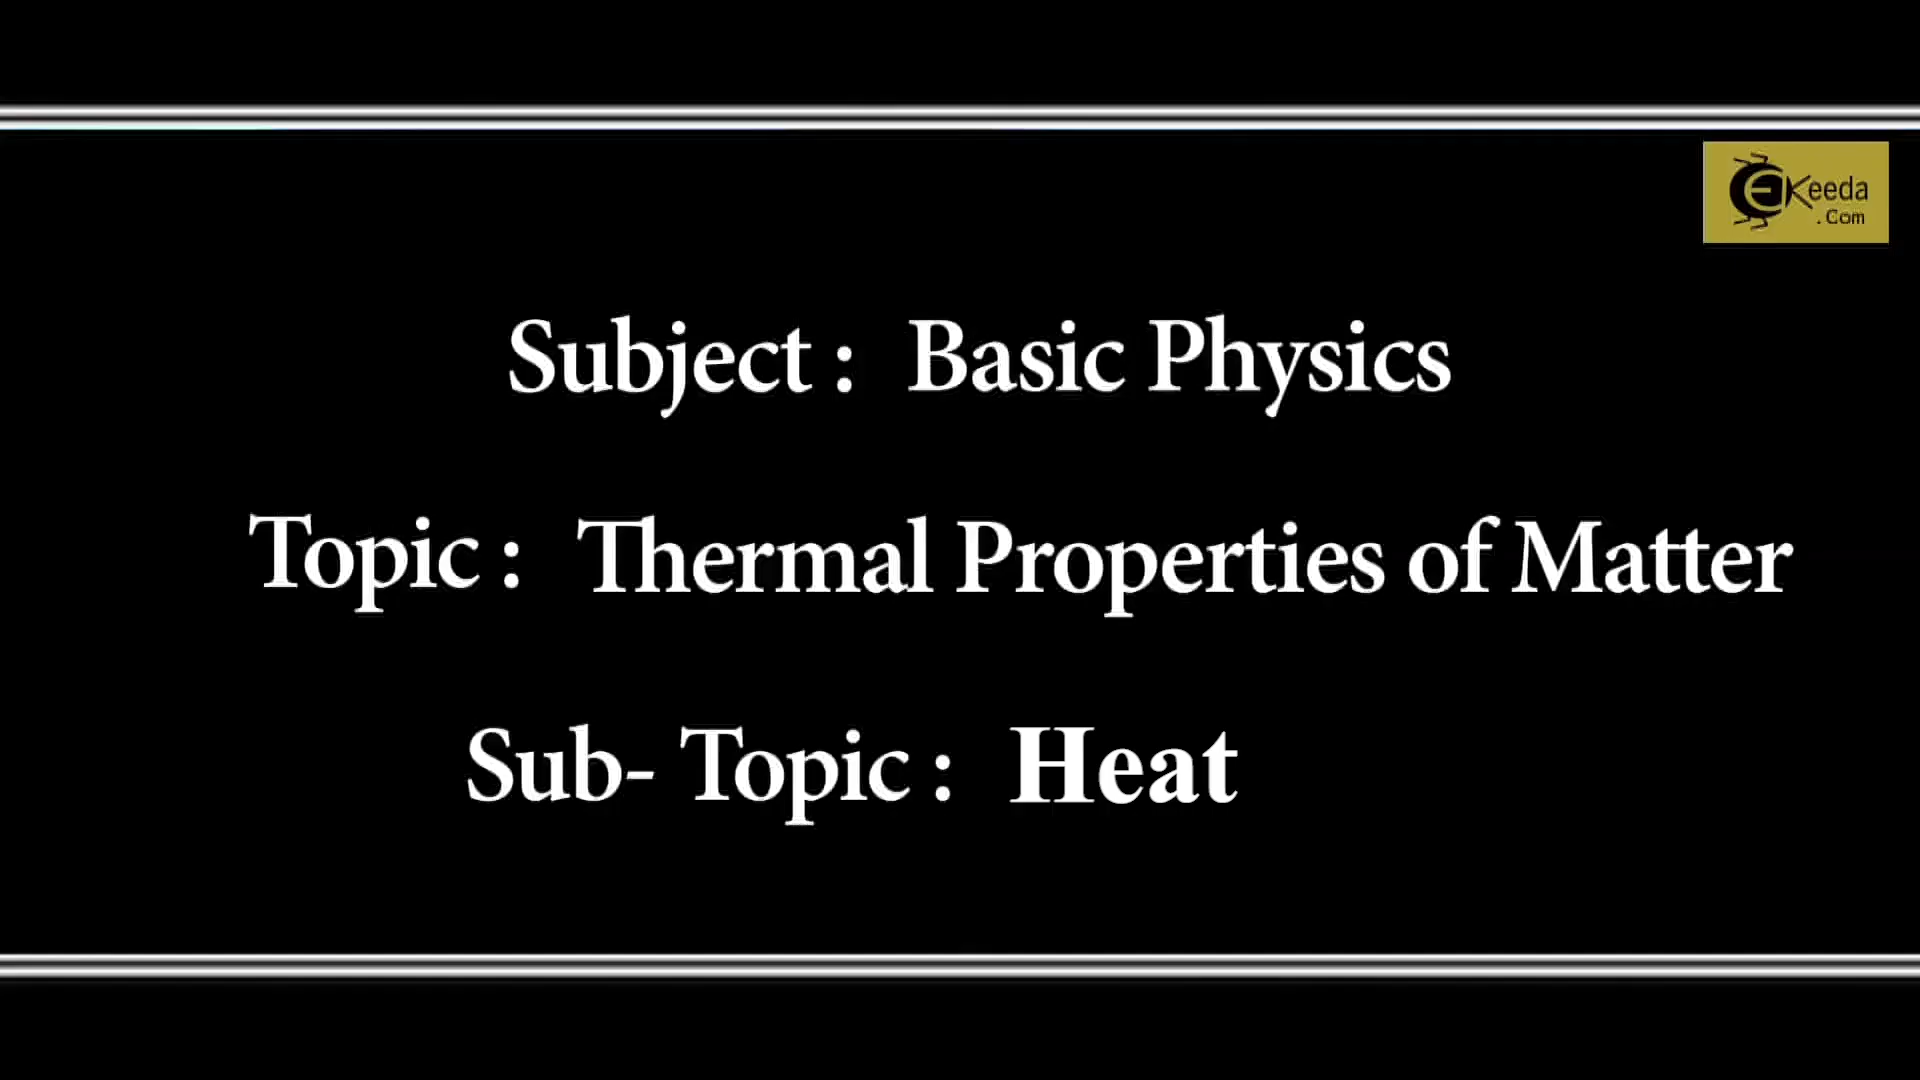 EKeeda
.Com
Subject : Basic Physics
Topic : Thermal Properties of Matter
Sub- Topic : Heat